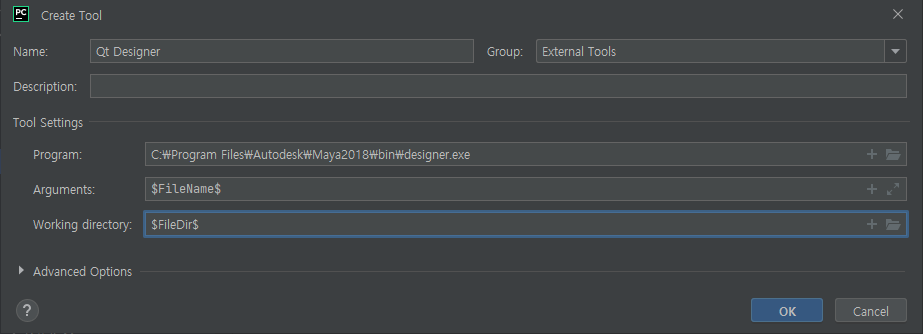 PC Create Tool
Name: Qt Designer Group: External Tools
Description:
Tool Settings
Program: C:₩Program Files₩Autodesk₩Maya2018₩bin₩designer.exe
Arguments: $FileName$
Working directory: $FileDir$
Advanced Options
? OK Cancel